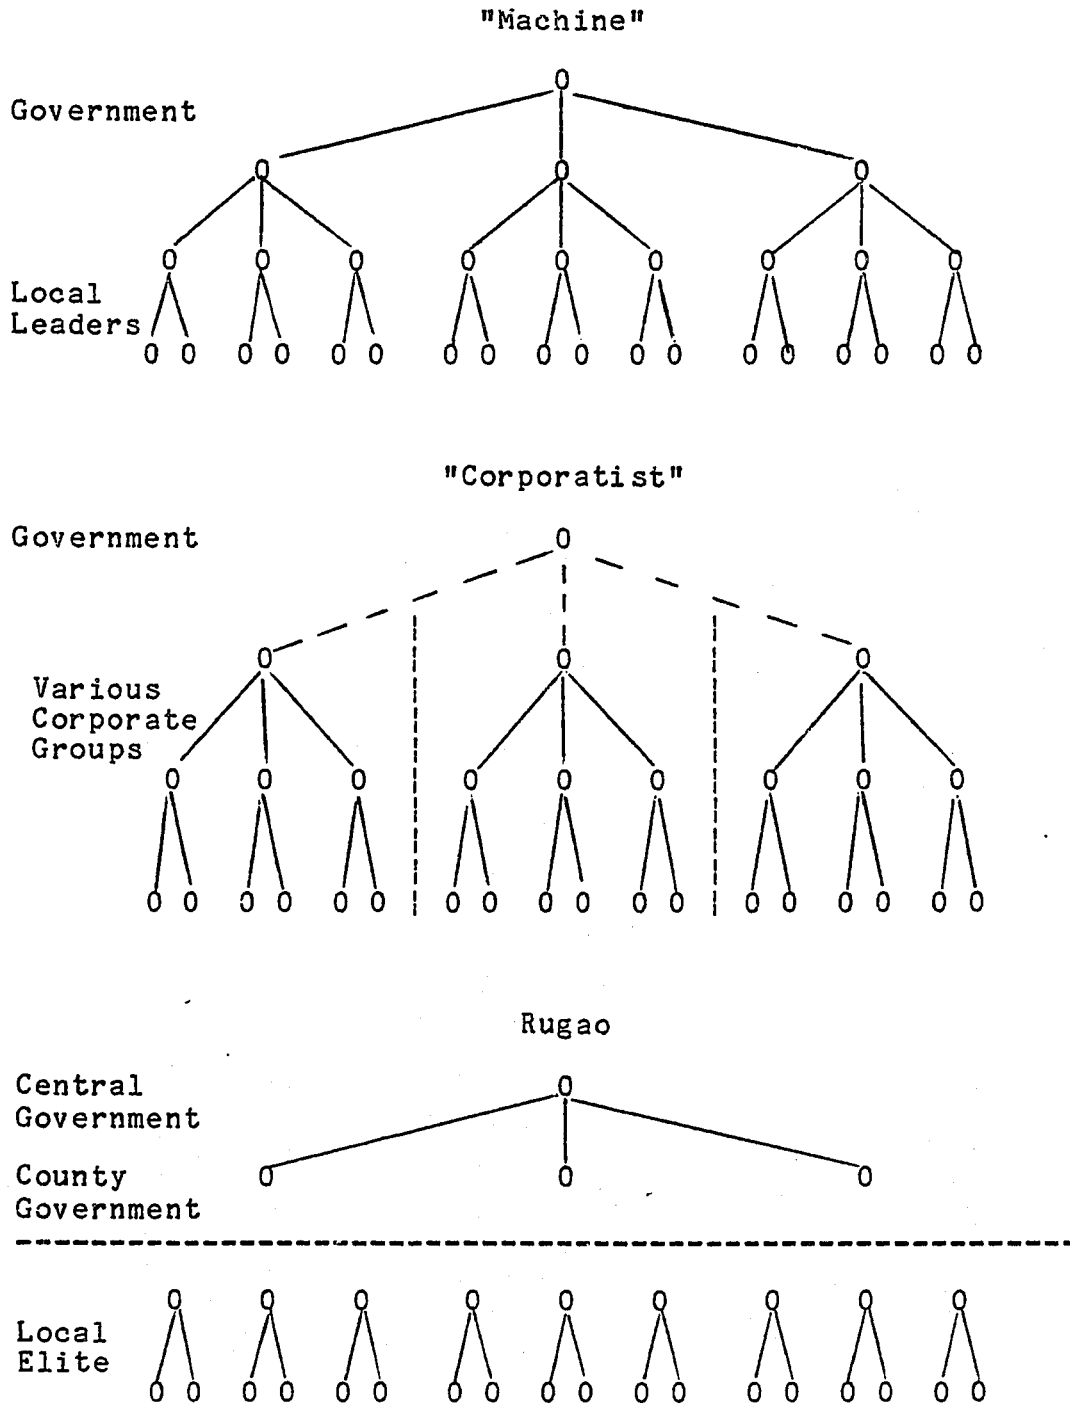 "Machine"
Government
Local
Leaders
"Corporatist"
Government
Various
Corporate
Groups
Rugao
Central
Government
County
Government
Local
Elite